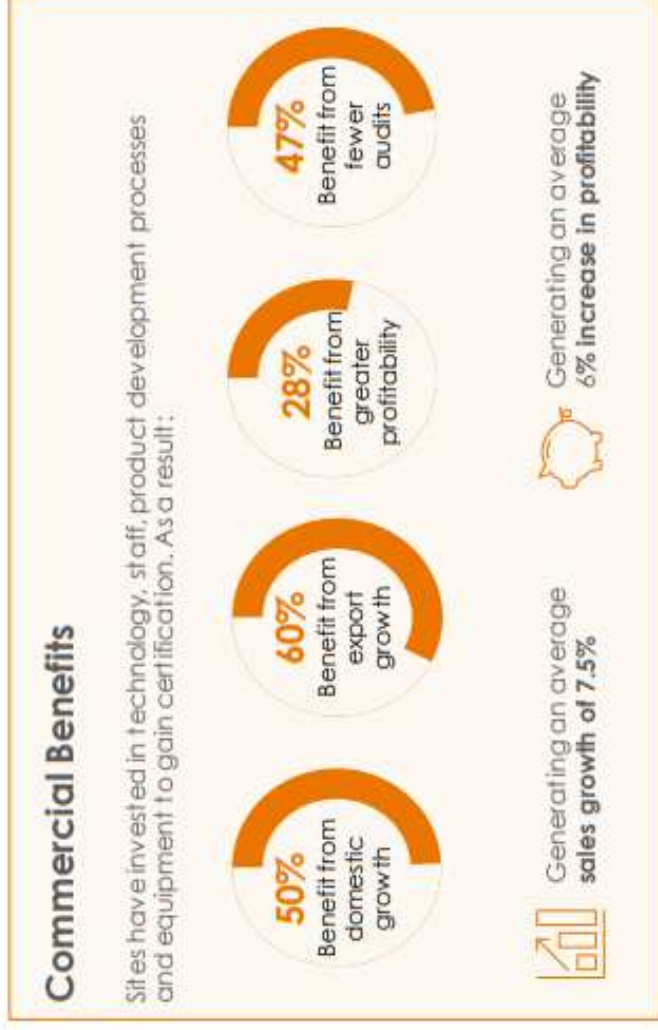 Commercial Benefits
Sites have invested in technology, staff, product development processes
and equipment to gain certification. As a result:
50%
Benefit from
domestic
growth
60%
Benefit from
export
growth
28%
Benefit from
greater
profitability
47%
Benefit from
fewer
audits
Generating an average
sales growth of 7.5%
Generating an average
6% increase in profitability